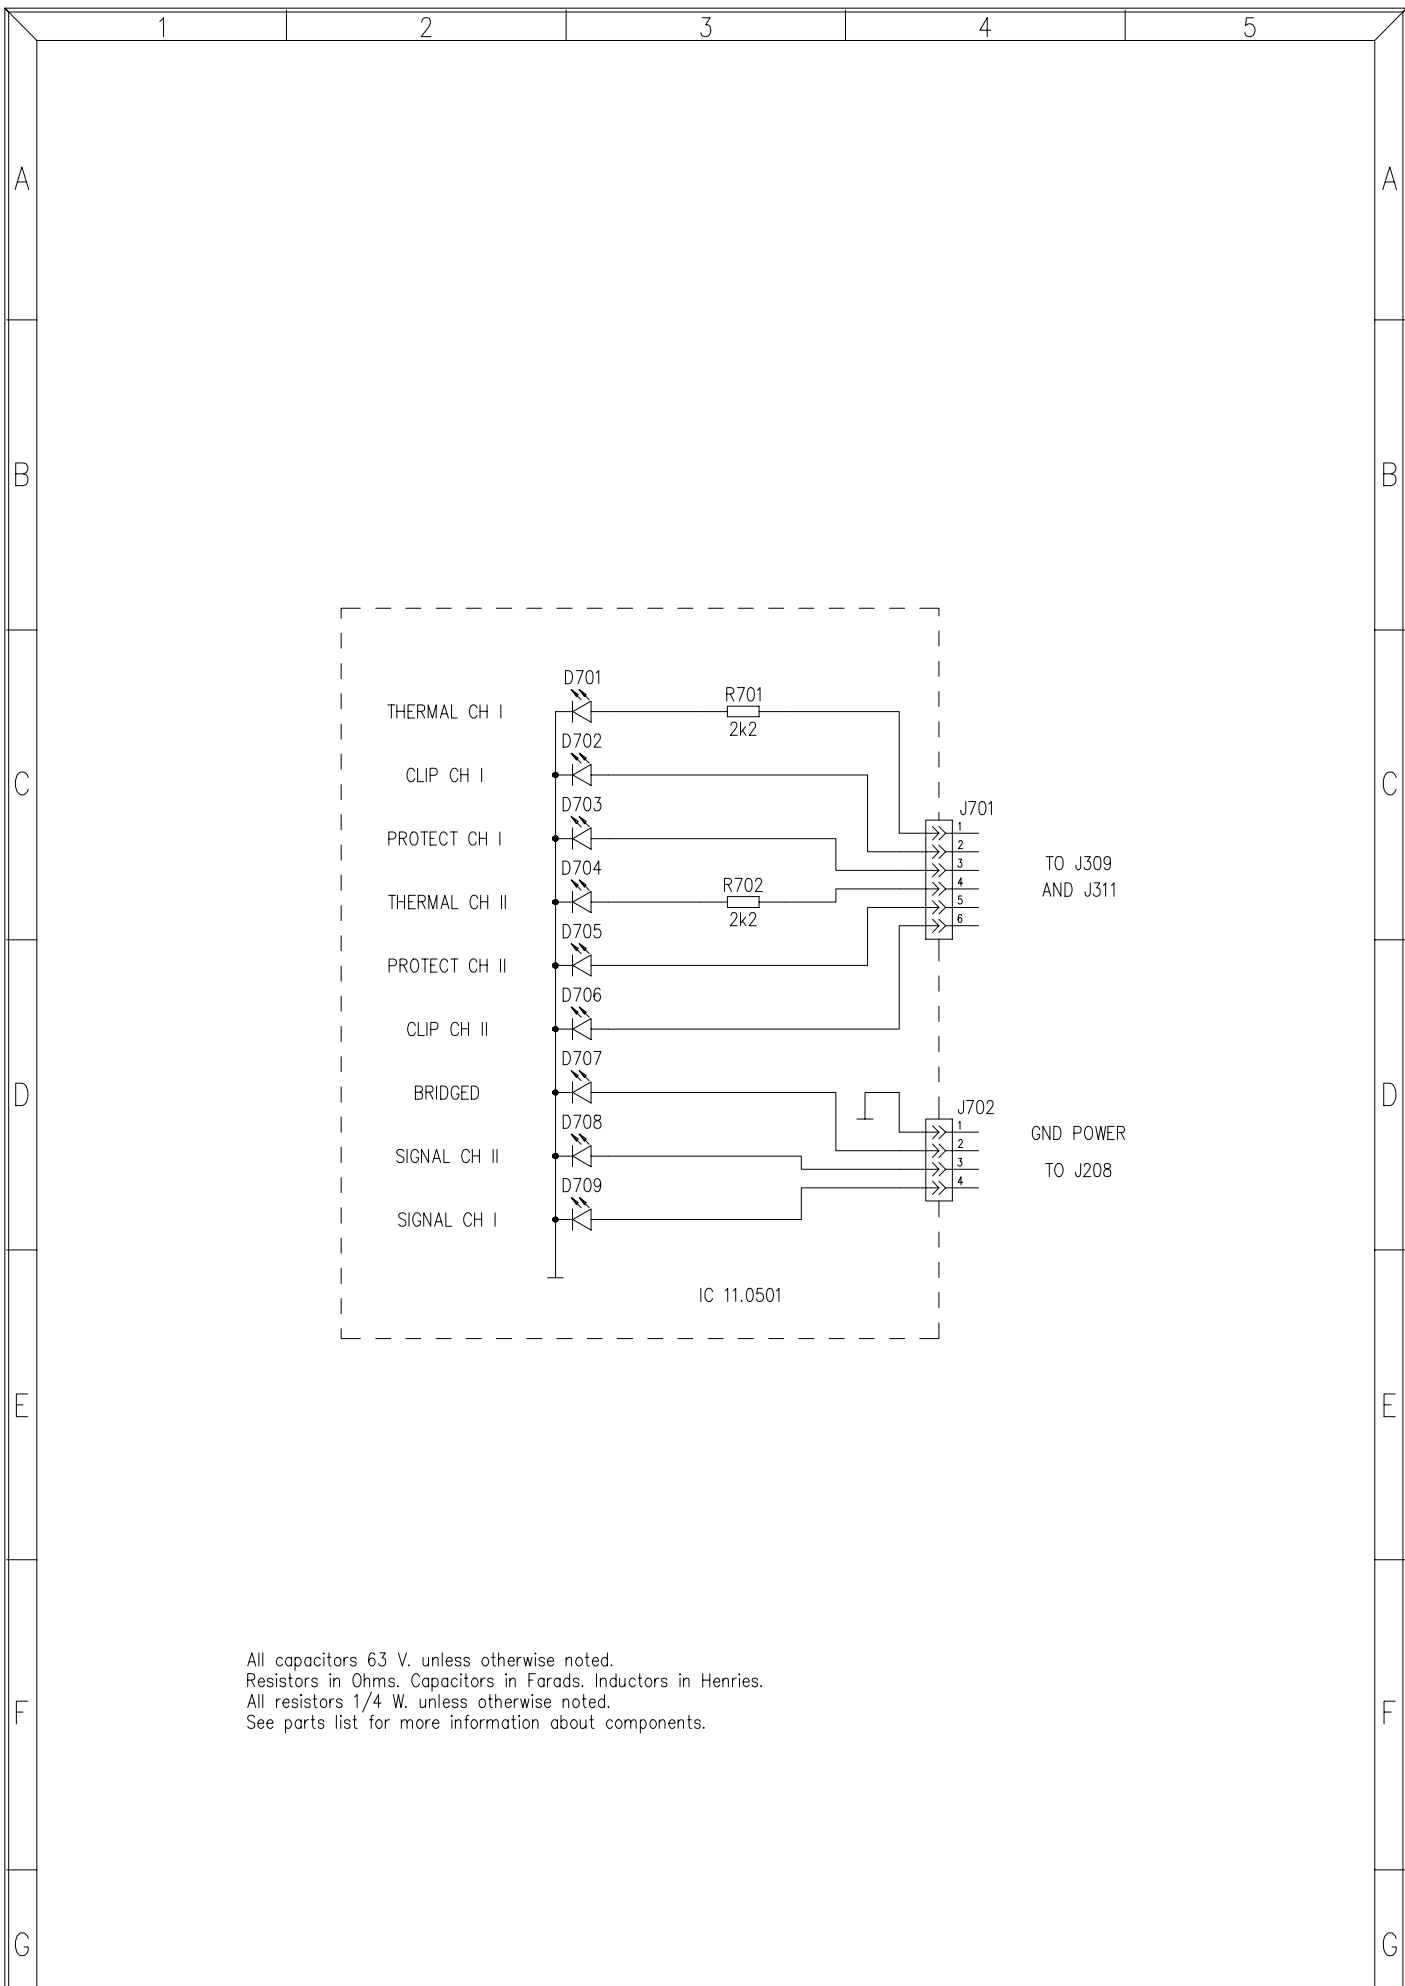 1 2 3 4 5
A A
B B
D701
R701
THERMAL CH I
2k2
D702
CLIP CH I
C C
D703
J701
PROTECT CH I
1
2
3
4
5
6
TO J309
AND J311
D704
R702
THERMAL CH II
2k2
D705
PROTECT CH II
D706
CLIP CH II
D707
BRIDGED
D D
J702
1
2
3
4
GND POWER
TO J208
D708
SIGNAL CH II
D709
SIGNAL CH I
IC 11.0501
E E
All capacitors 63 V. unless otherwise noted.
Resistors in Ohms. Capacitors in Farads. Inductors in Henries.
All resistors 1/4 W. unless otherwise noted.
See parts list for more information about components.
F F
G G